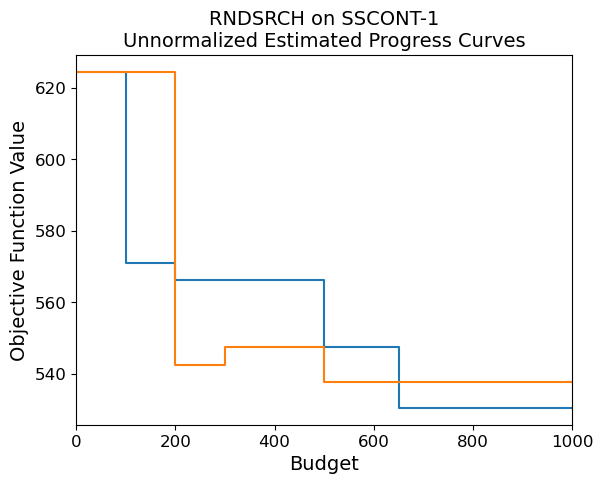 RNDSRCH on SSCONT-1
Unnormalized Estimated Progress Curves
Objective Function Value
620
600
580
560
540
0 200 400 600 800 1000
Budget